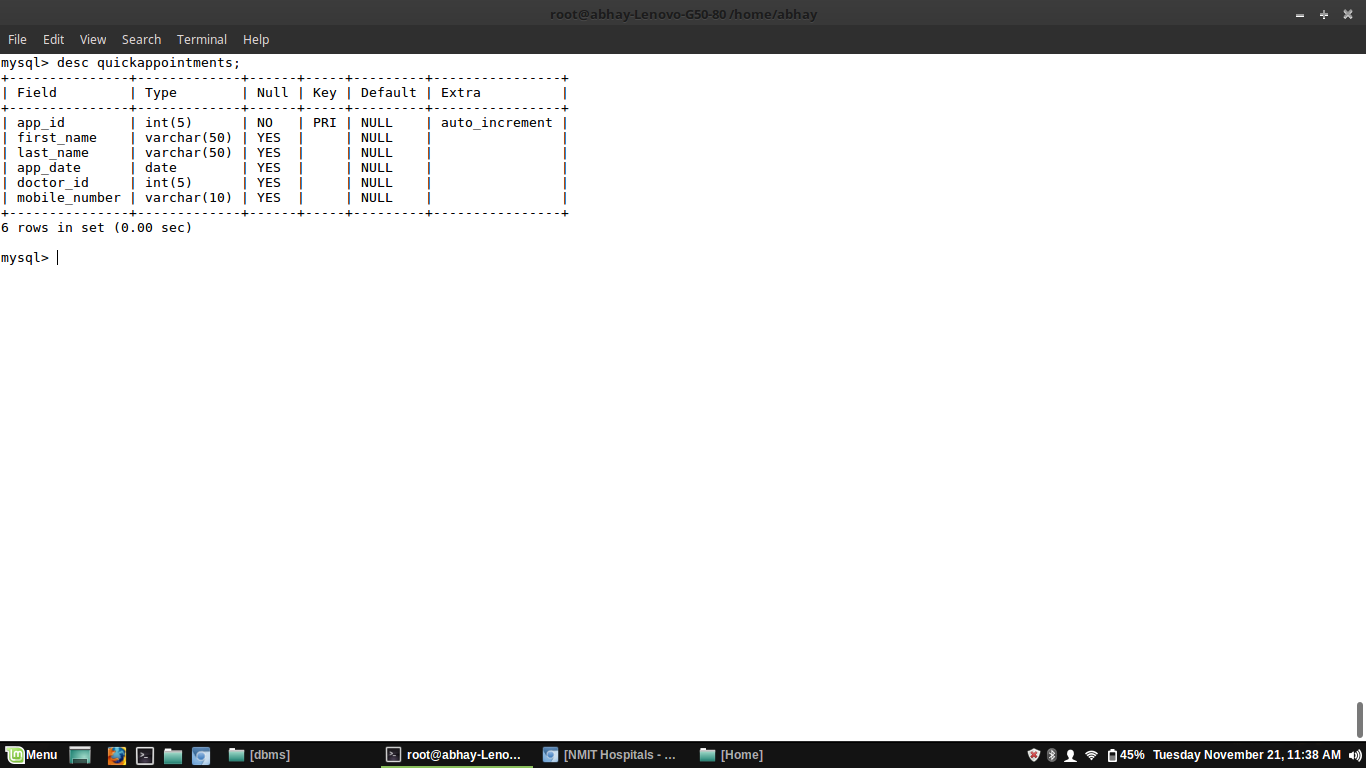 root@abhay-Lenovo-G50-80 /home/abhay
File Edit View Search Terminal Help
mysql> desc quickappointments;
+---------------+-------------+------+-----+---------+----------------+
| Field         | Type        | Null | Key | Default | Extra          |
+---------------+-------------+------+-----+---------+----------------+
| app_id        | int(5)      | NO   | PRI | NULL    | auto_increment |
| first_name    | varchar(50) | YES  |     | NULL    |                |
| last_name     | varchar(50) | YES  |     | NULL    |                |
| app_date      | date        | YES  |     | NULL    |                |
| doctor_id     | int(5)      | YES  |     | NULL    |                |
| mobile_number | varchar(10) | YES  |     | NULL    |                |
+---------------+-------------+------+-----+---------+----------------+
6 rows in set (0.00 sec)
mysql>
Menu [dbms] root@abhay-Leno... [NMIT Hospitals - ... [Home] 45% Tuesday November 21, 11:38 AM